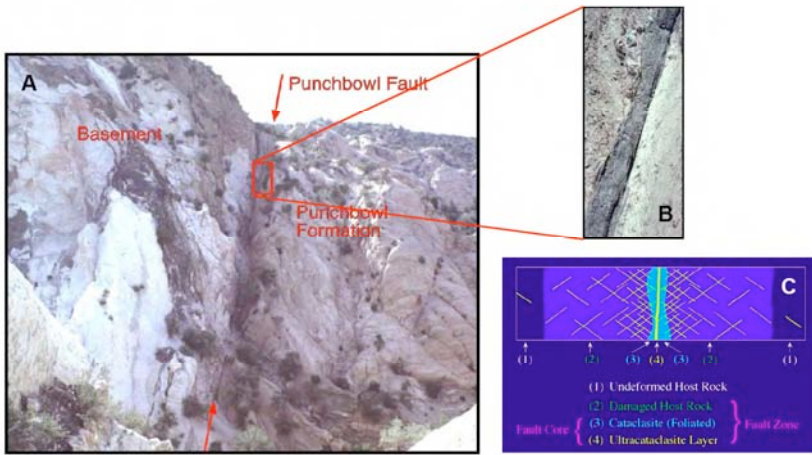 A
Punchbowl Fault
Basement
Punchbowl
Formation
B
C
(1) (2) (3) (4) (3) (2) (1)
(1) Undeformed Host Rock
(2) Damaged Host Rock
Fault Core { (3) Cataclasite (Foliated) } Fault Zone
(4) Ultracataclasite Layer